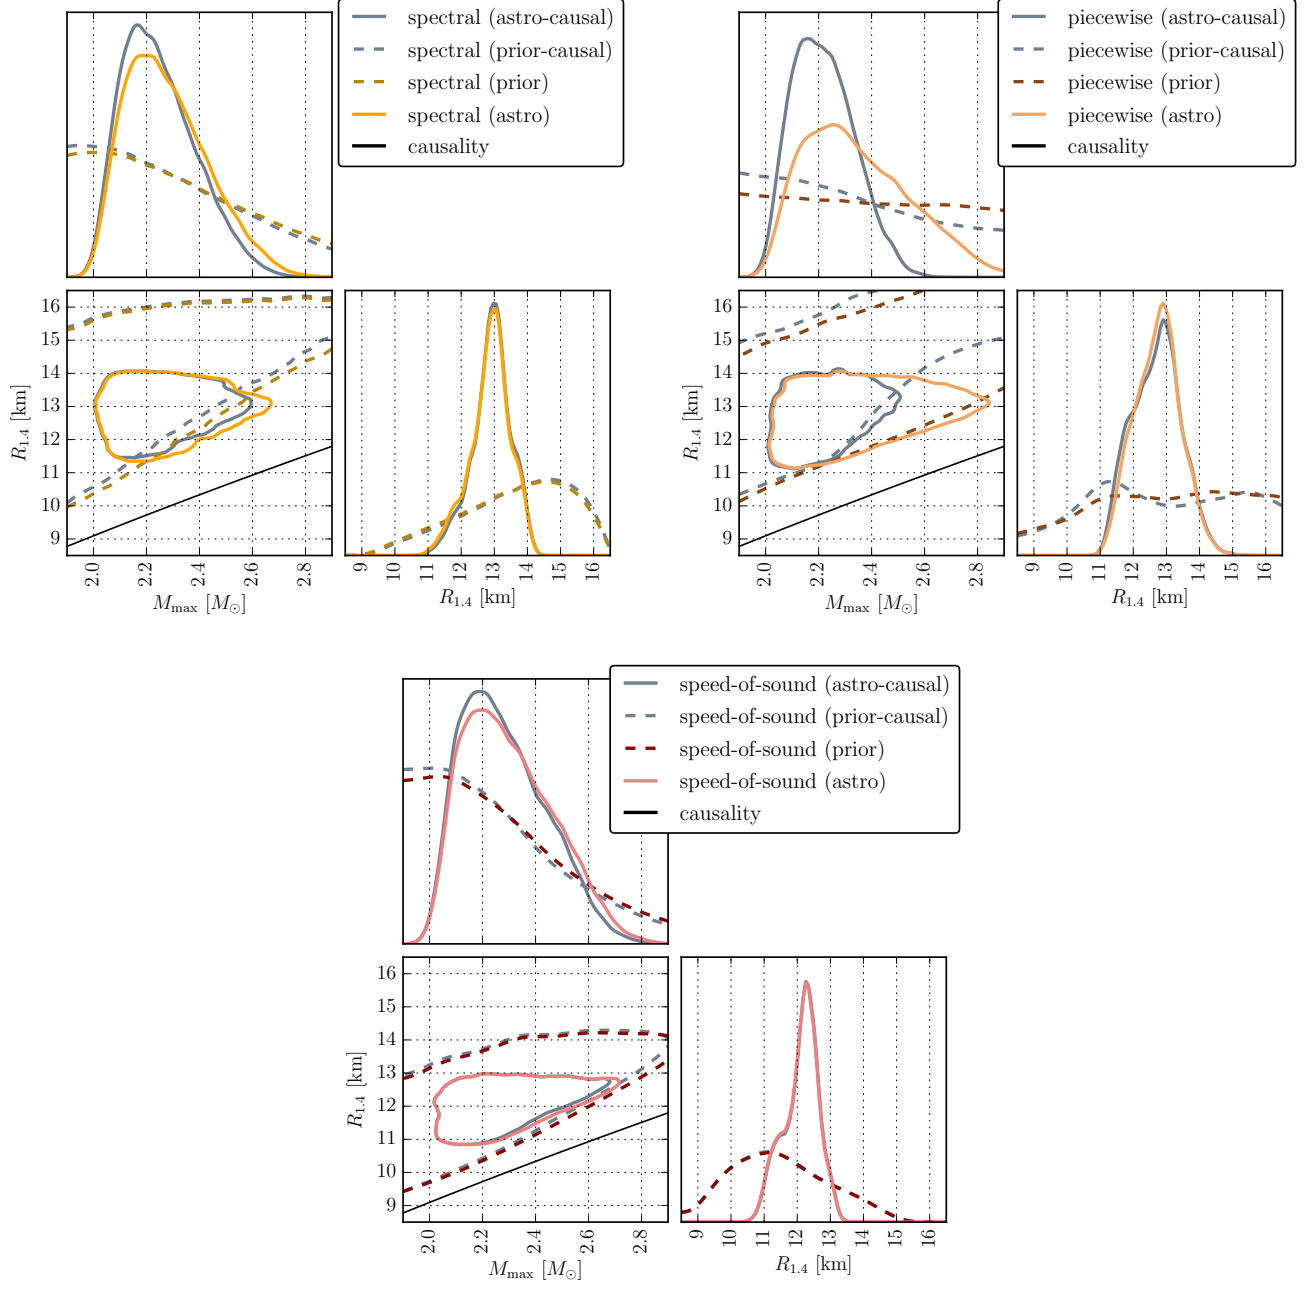 spectral (astro-causal)
spectral (prior-causal)
spectral (prior)
spectral (astro)
causality
16
15
14
13
12
11
10
9
R1.4 [km]
2.0
2.2
2.4
2.6
2.8
Mmax [M⊙]
9
10
11
12
13
14
15
16
R1.4 [km]
piecewise (astro-causal)
piecewise (prior-causal)
piecewise (prior)
piecewise (astro)
causality
16
15
14
13
12
11
10
9
R1.4 [km]
2.0
2.2
2.4
2.6
2.8
Mmax [M⊙]
9
10
11
12
13
14
15
16
R1.4 [km]
speed-of-sound (astro-causal)
speed-of-sound (prior-causal)
speed-of-sound (prior)
speed-of-sound (astro)
causality
16
15
14
13
12
11
10
9
R1.4 [km]
2.0
2.2
2.4
2.6
2.8
Mmax [M⊙]
9
10
11
12
13
14
15
16
R1.4 [km]